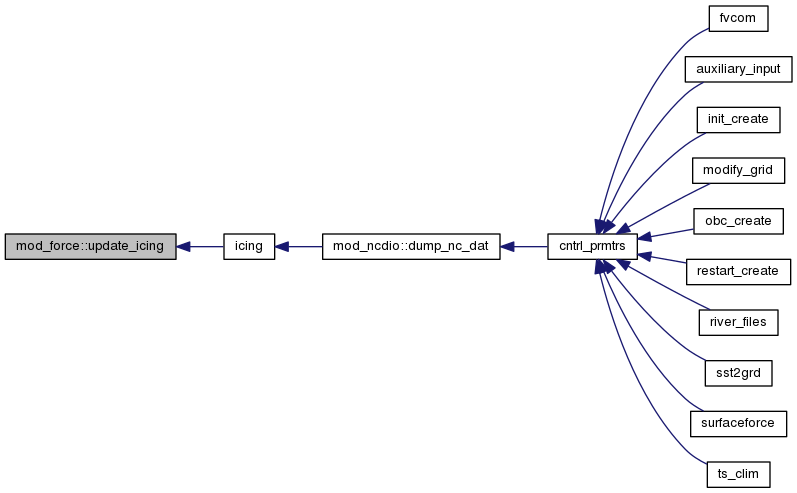 fvcom
auxiliary_input
init_create
modify_grid
obc_create
mod_force::update_icing
icing
mod_ncdio::dump_nc_dat
cntrl_prmtrs
restart_create
river_files
sst2grd
surfaceforce
ts_clim